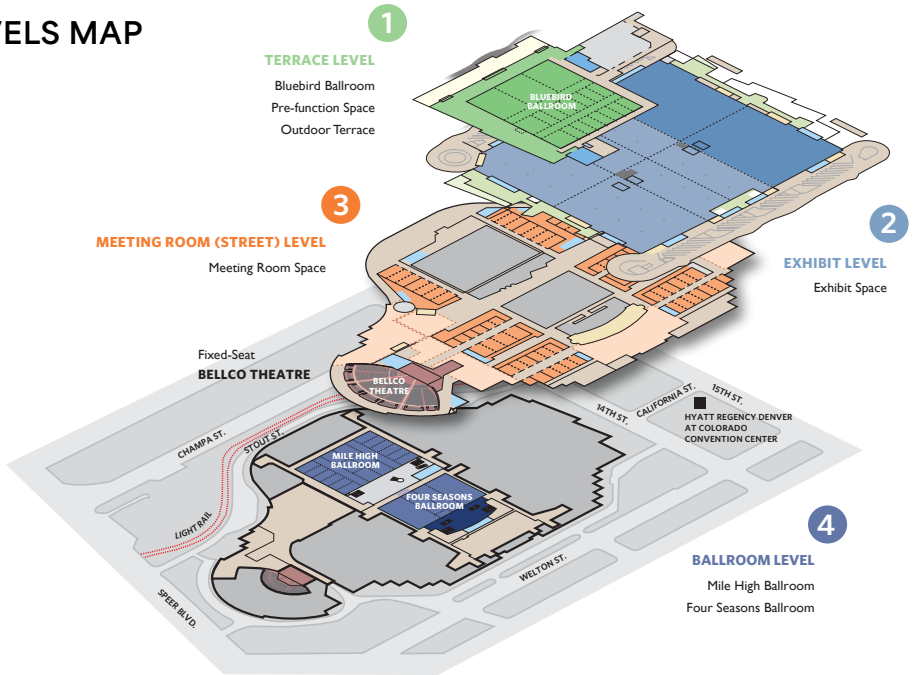 VELS MAP
1
TERRACE LEVEL
Bluebird Ballroom
Pre-function Space
Outdoor Terrace
BLUEBIRD
BALLROOM
3
MEETING ROOM (STREET) LEVEL
Meeting Room Space
2
EXHIBIT LEVEL
Exhibit Space
Fixed-Seat
BELLCO THEATRE
BELLCO
THEATRE
14TH ST.
CALIFORNIA ST.
15TH ST.
HYATT REGENCY DENVER
AT COLORADO
CONVENTION CENTER
CHAMPA ST.
STOUT ST.
MILE HIGH
BALLROOM
FOUR SEASONS
BALLROOM
LIGHT RAIL
4
BALLROOM LEVEL
Mile High Ballroom
Four Seasons Ballroom
WELTON ST.
SPEER BLVD.